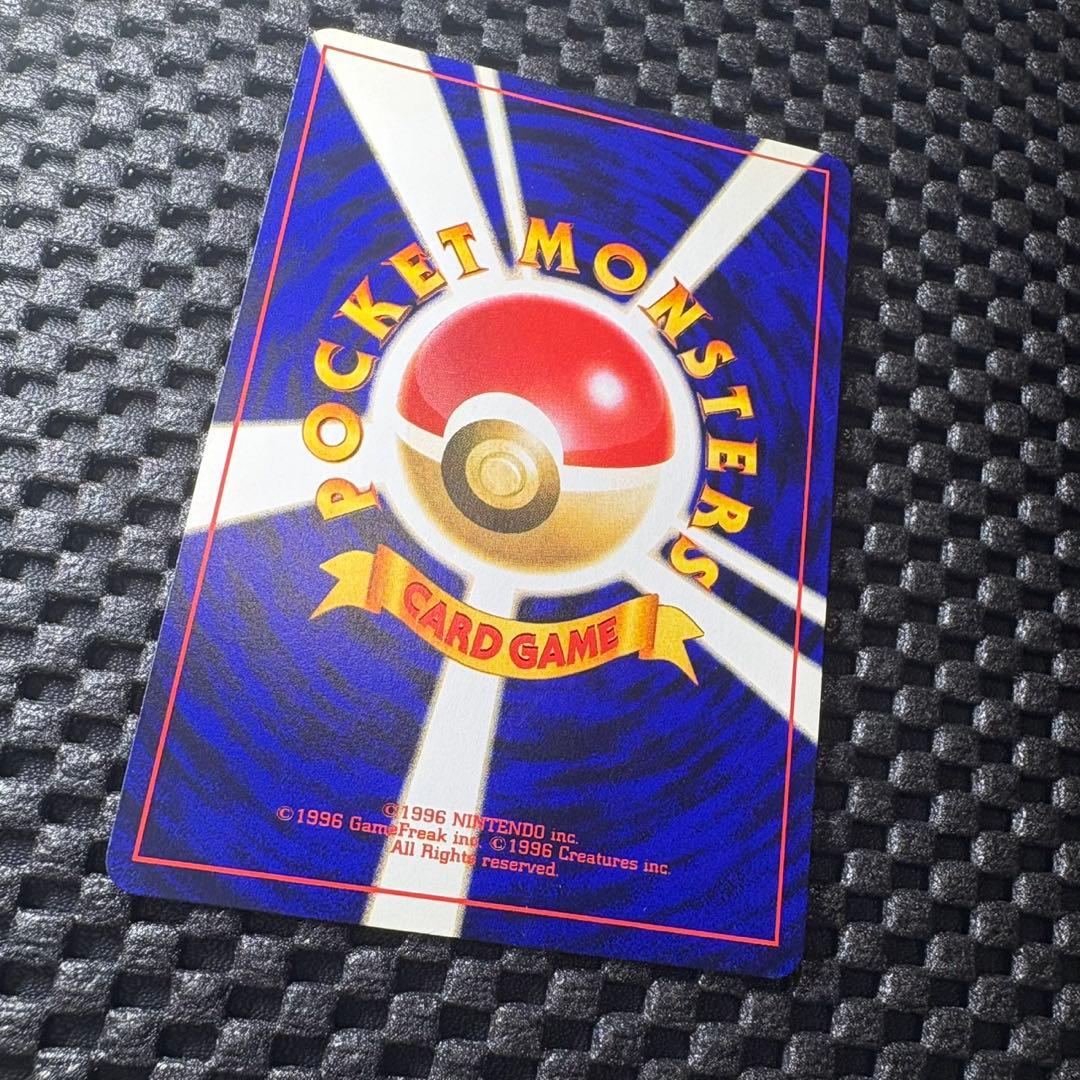 POCKET MONSTERS
CARD GAME
©1996 NINTENDO inc.
©1996 GameFreak inc. ©1996 Creatures inc.
All Rights reserved.